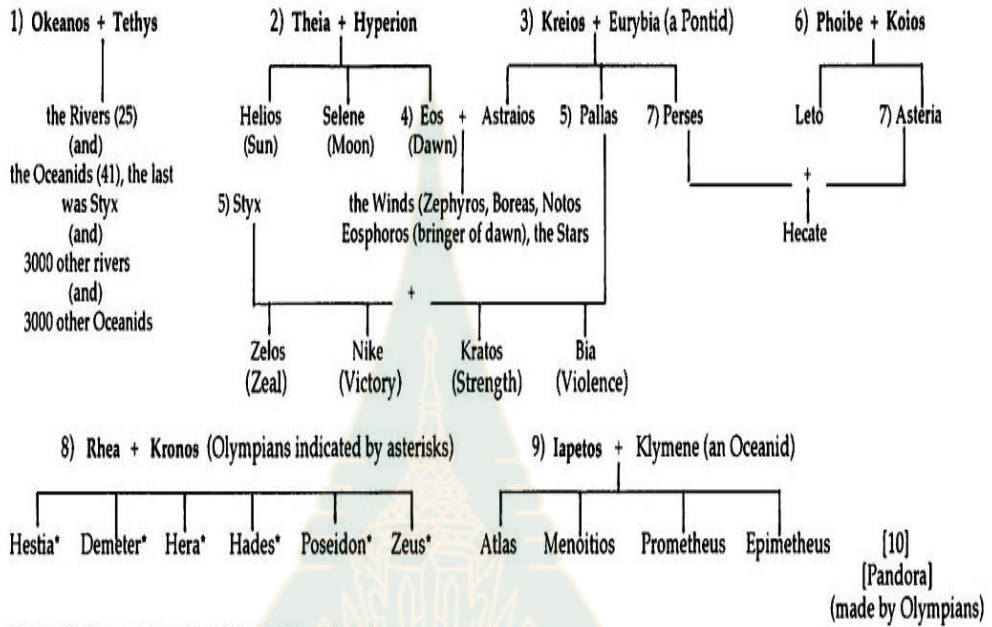 1) Okeanos + Tethys
the Rivers (25)
(and)
the Oceanids (41), the last
was Styx
(and)
3000 other rivers
(and)
3000 other Oceanids
2) Theia + Hyperion
Helios
(Sun)
Selene
(Moon)
4) Eos +
(Dawn)
3) Kreios + Eurybia (a Pontid)
Astraios
5) Pallas
7) Perses
6) Phoibe + Koios
Leto
7) Asteria
5) Styx
the Winds (Zephyros, Boreas, Notos
Eosphoros (bringer of dawn), the Stars
+
Hecate
+
Zelos
(Zeal)
Nike
(Victory)
Kratos
(Strength)
Bia
(Violence)
8) Rhea + Kronos (Olympians indicated by asterisks)
Hestia* Demeter* Hera* Hades* Poseidon* Zeus*
9) Iapetos + Klymene (an Oceanid)
Atlas Menoitios Prometheus Epimetheus
[10]
[Pandora]
(made by Olympians)